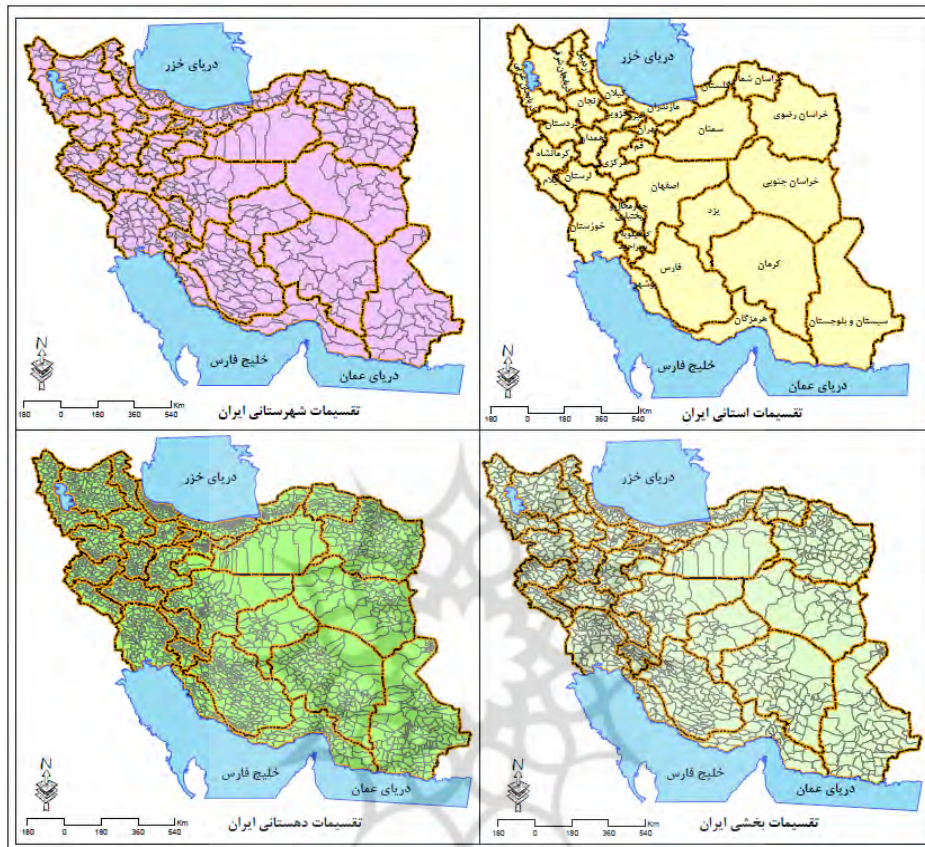 دریای خزر
خراسان شمالی
گلستان
خراسان رضوی
گیلان
مازندران
زنجان
قزوین
تهران
سمنان
کردستان
همدان
قم
مرکزی
کرمانشاه
لرستان
ایلام
اصفهان
خراسان جنوبی
چهارمحال و
بختیاری
یزد
خوزستان
فارس
کرمان
بوشهر
هرمزگان
سیستان و بلوچستان
N
خلیج فارس
دریای عمان
180 0 180 360 540 Km
تقسیمات استانی ایران
دریای خزر
N
خلیج فارس
دریای عمان
180 0 180 360 540 Km
تقسیمات شهرستانی ایران
دریای خزر
N
خلیج فارس
دریای عمان
180 0 180 360 540 Km
تقسیمات بخشی ایران
دریای خزر
N
خلیج فارس
دریای عمان
180 0 180 360 540 Km
تقسیمات دهستانی ایران